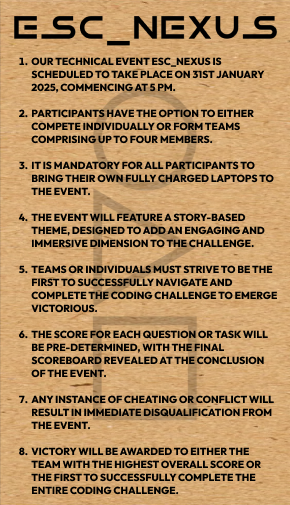 ESC_NEXUS
1. OUR TECHNICAL EVENT ESC_NEXUS IS
SCHEDULED TO TAKE PLACE ON 31ST JANUARY
2025, COMMENCING AT 5 PM.
2. PARTICIPANTS HAVE THE OPTION TO EITHER
COMPETE INDIVIDUALLY OR FORM TEAMS
COMPRISING UP TO FOUR MEMBERS.
3. IT IS MANDATORY FOR ALL PARTICIPANTS TO
BRING THEIR OWN FULLY CHARGED LAPTOPS TO
THE EVENT.
4. THE EVENT WILL FEATURE A STORY-BASED
THEME, DESIGNED TO ADD AN ENGAGING AND
IMMERSIVE DIMENSION TO THE CHALLENGE.
5. TEAMS OR INDIVIDUALS MUST STRIVE TO BE THE
FIRST TO SUCCESSFULLY NAVIGATE AND
COMPLETE THE CODING CHALLENGE TO EMERGE
VICTORIOUS.
6. THE SCORE FOR EACH QUESTION OR TASK WILL
BE PRE-DETERMINED, WITH THE FINAL
SCOREBOARD REVEALED AT THE CONCLUSION
OF THE EVENT.
7. ANY INSTANCE OF CHEATING OR CONFLICT WILL
RESULT IN IMMEDIATE DISQUALIFICATION FROM
THE EVENT.
8. VICTORY WILL BE AWARDED TO EITHER THE
TEAM WITH THE HIGHEST OVERALL SCORE OR
THE FIRST TO SUCCESSFULLY COMPLETE THE
ENTIRE CODING CHALLENGE.